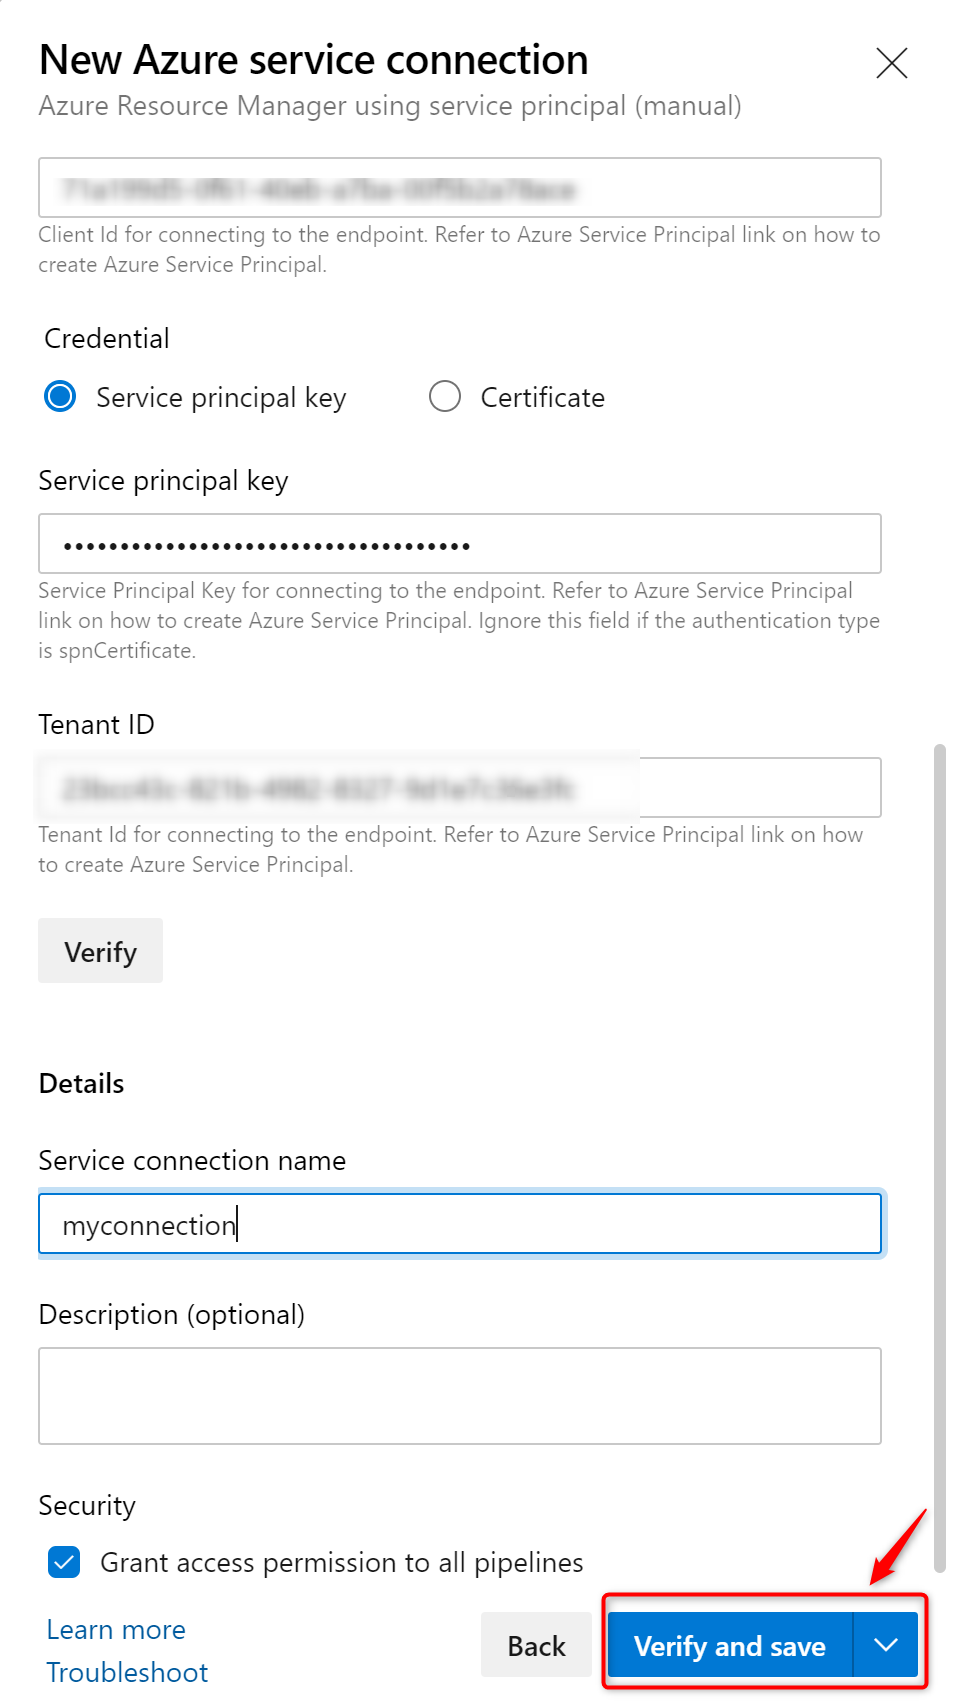 New Azure service connection
Azure Resource Manager using service principal (manual)
Client Id for connecting to the endpoint. Refer to Azure Service Principal link on how to
create Azure Service Principal.
Credential
Service principal key
Certificate
Service principal key
Service Principal Key for connecting to the endpoint. Refer to Azure Service Principal
link on how to create Azure Service Principal. Ignore this field if the authentication type
is spnCertificate.
Tenant ID
Tenant Id for connecting to the endpoint. Refer to Azure Service Principal link on how
to create Azure Service Principal.
Verify
Details
Service connection name
myconnection
Description (optional)
Security
Grant access permission to all pipelines
Learn more
Troubleshoot
Back
Verify and save